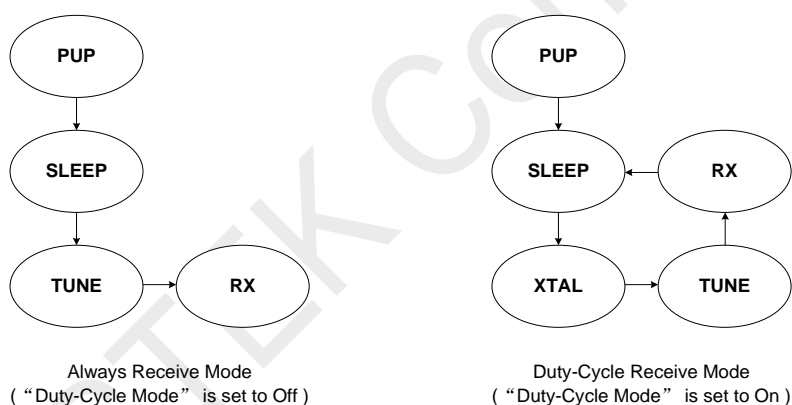 PUP
SLEEP
TUNE
RX
Always Receive Mode
( “Duty-Cycle Mode” is set to Off )
PUP
SLEEP
RX
XTAL
TUNE
Duty-Cycle Receive Mode
( “Duty-Cycle Mode” is set to On )